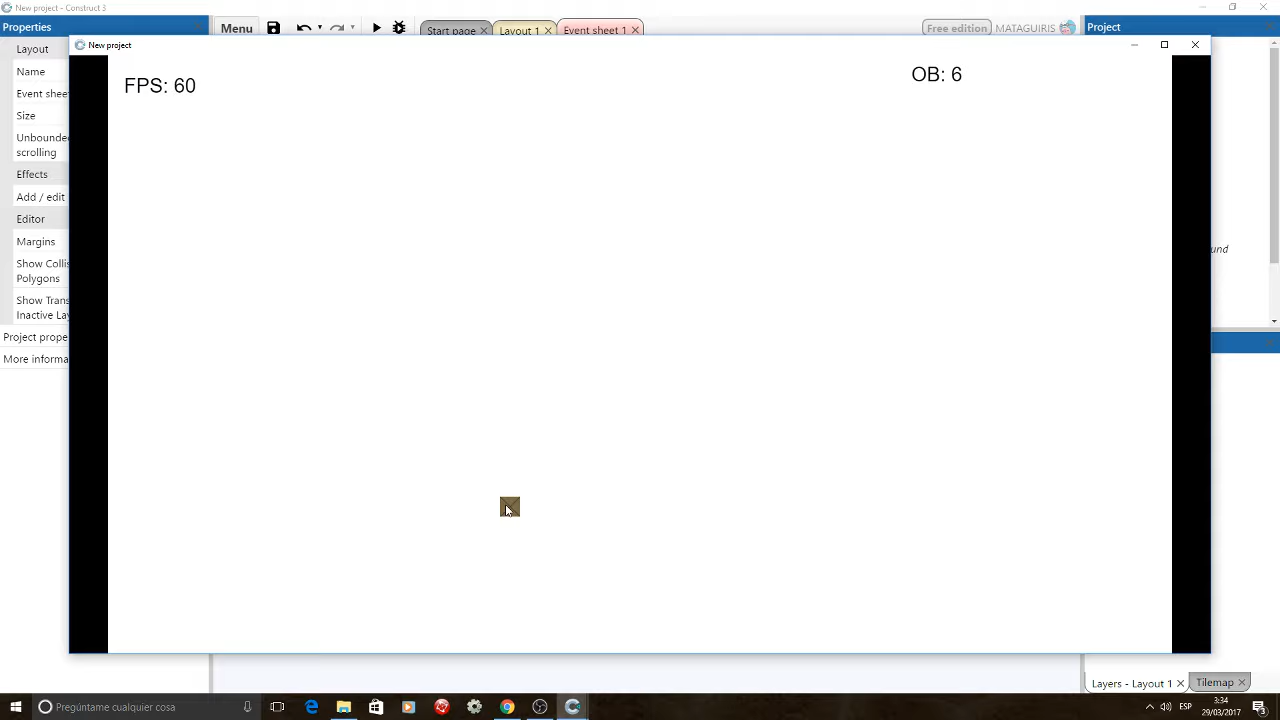 New project - Construct 3
Properties
Menu
Start page
Layout 1
Event sheet 1
Free edition
MATAGUIRIS
Project
New project
Layout
Name
Event sheet
Size
Unbounded
scrolling
Effects
Add / edit
Editor
Margins
Show Collis
Polygons
Show Trans
Inactive Lay
Project prope
More informa
FPS: 60
OB: 6
und
Layers - Layout 1
Tilemap
Pregúntame cualquier cosa
ESP
3:34
29/03/2017